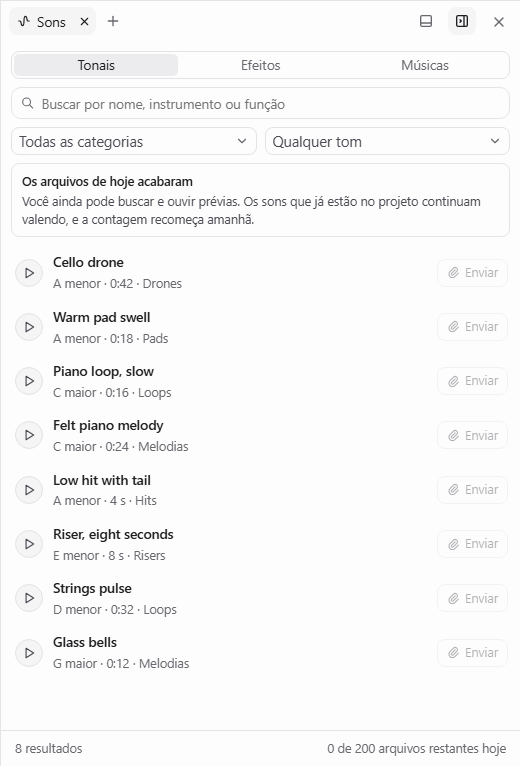 Sons
Tonais
Efeitos
Músicas
Buscar por nome, instrumento ou função
Todas as categorias
Qualquer tom
Os arquivos de hoje acabaram
Você ainda pode buscar e ouvir prévias. Os sons que já estão no projeto continuam
valendo, e a contagem recomeça amanhã.
Cello drone
A menor · 0:42 · Drones
Enviar
Warm pad swell
A menor · 0:18 · Pads
Enviar
Piano loop, slow
C maior · 0:16 · Loops
Enviar
Felt piano melody
C maior · 0:24 · Melodias
Enviar
Low hit with tail
A menor · 4 s · Hits
Enviar
Riser, eight seconds
E menor · 8 s · Risers
Enviar
Strings pulse
D menor · 0:32 · Loops
Enviar
Glass bells
G maior · 0:12 · Melodias
Enviar
8 resultados
0 de 200 arquivos restantes hoje